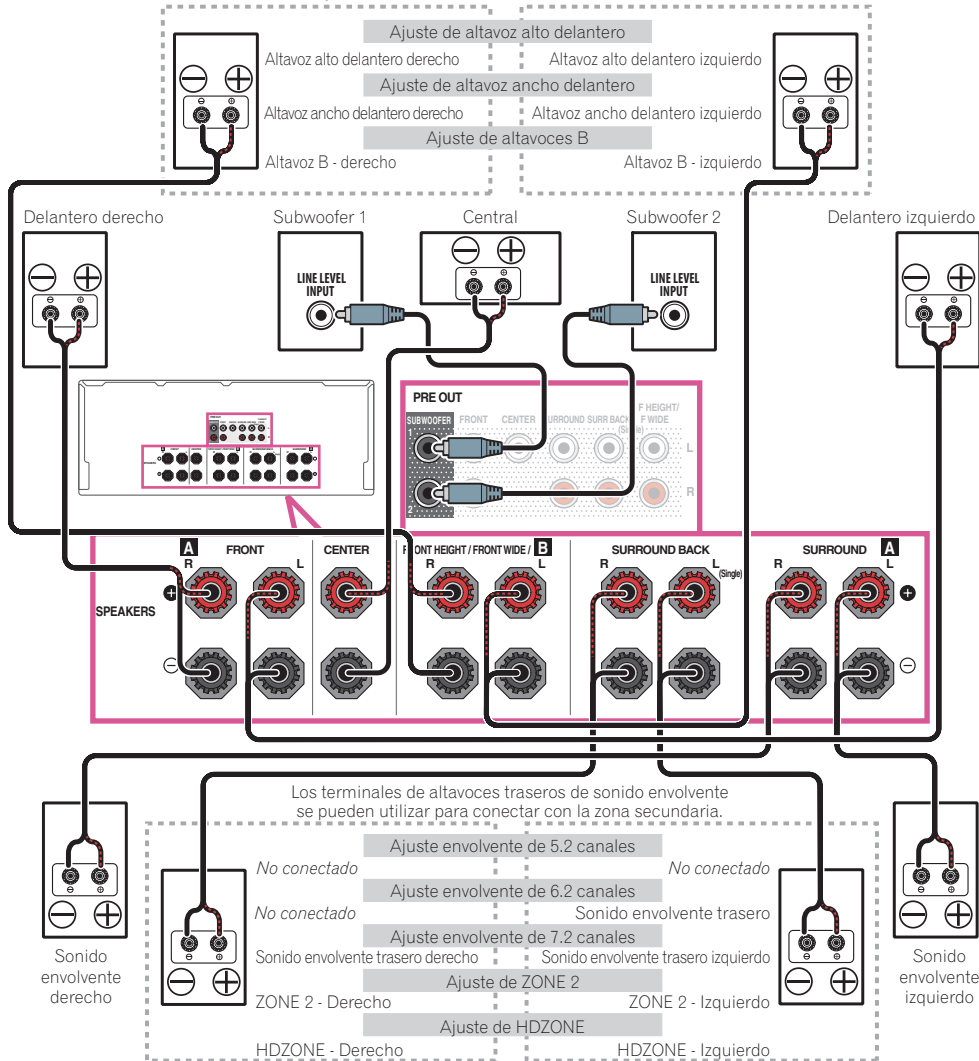 Ajuste de altavoz alto delantero
Altavoz alto delantero derecho
Altavoz alto delantero izquierdo
Ajuste de altavoz ancho delantero
Altavoz ancho delantero derecho
Altavoz ancho delantero izquierdo
Ajuste de altavoces B
Altavoz B - derecho
Altavoz B - izquierdo
Delantero derecho
Subwoofer 1
Central
Subwoofer 2
Delantero izquierdo
LINE LEVEL
INPUT
LINE LEVEL
INPUT
PRE OUT
SUBWOOFER
FRONT
CENTER
SURROUND
SURR BACK
(Single)
F HEIGHT/
F WIDE
1
L
2
R
A
FRONT
R
L
CENTER
FRONT HEIGHT / FRONT WIDE / B
R
L
SURROUND BACK
R
L
(Single)
SURROUND
A
R
L
SPEAKERS
Los terminales de altavoces traseros de sonido envolvente
se pueden utilizar para conectar con la zona secundaria.
Ajuste envolvente de 5.2 canales
No conectado
No conectado
Ajuste envolvente de 6.2 canales
No conectado
Sonido envolvente trasero
Ajuste envolvente de 7.2 canales
Sonido envolvente trasero derecho
Sonido envolvente trasero izquierdo
Ajuste de ZONE 2
ZONE 2 - Derecho
ZONE 2 - Izquierdo
Ajuste de HDZONE
HDZONE - Derecho
HDZONE - Izquierdo
Sonido
envolvente
derecho
Sonido
envolvente
izquierdo